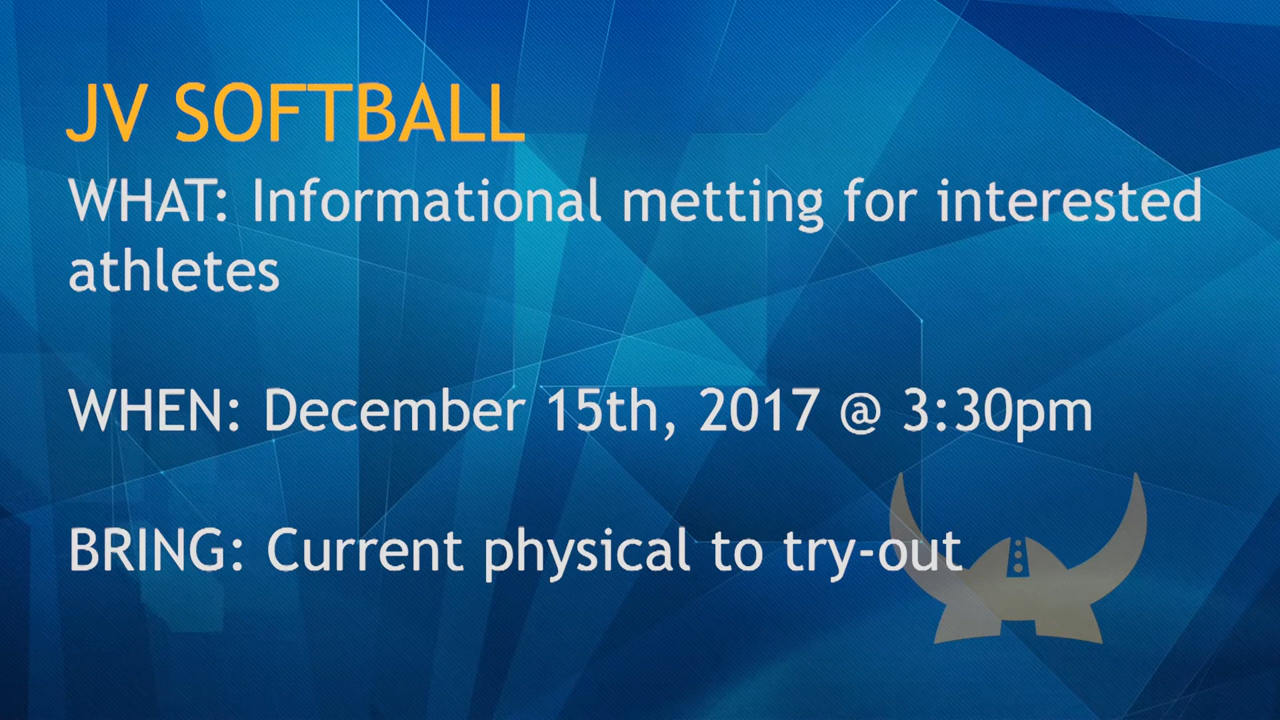 JV SOFTBALL
WHAT: Informational metting for interested
athletes
WHEN: December 15th, 2017 @ 3:30pm
BRING: Current physical to try-out